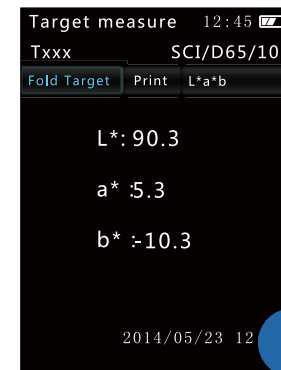 Target measure 12:45
Txxx SCI/D65/10
Fold Target Print L*a*b
L*: 90.3
a* :5.3
b* :-10.3
2014/05/23 12